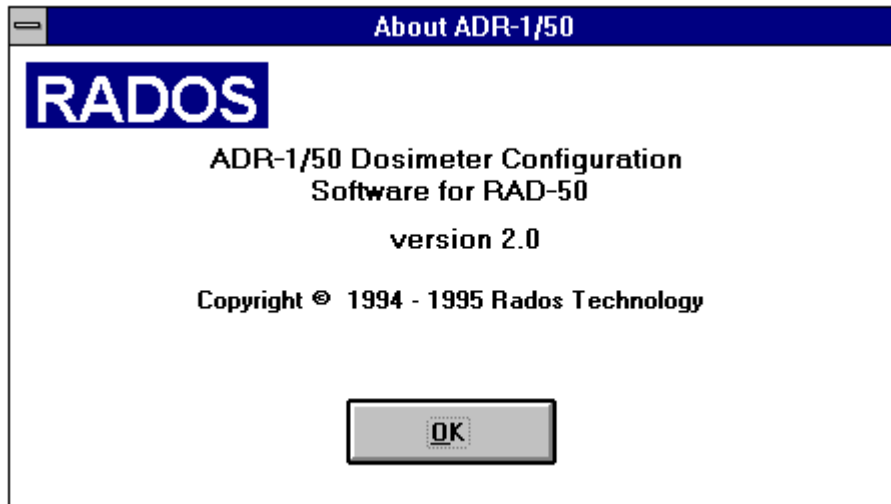 About ADR-1/50
RADOS
ADR-1/50 Dosimeter Configuration
Software for RAD-50
version 2.0
Copyright © 1994 - 1995 Rados Technology
OK